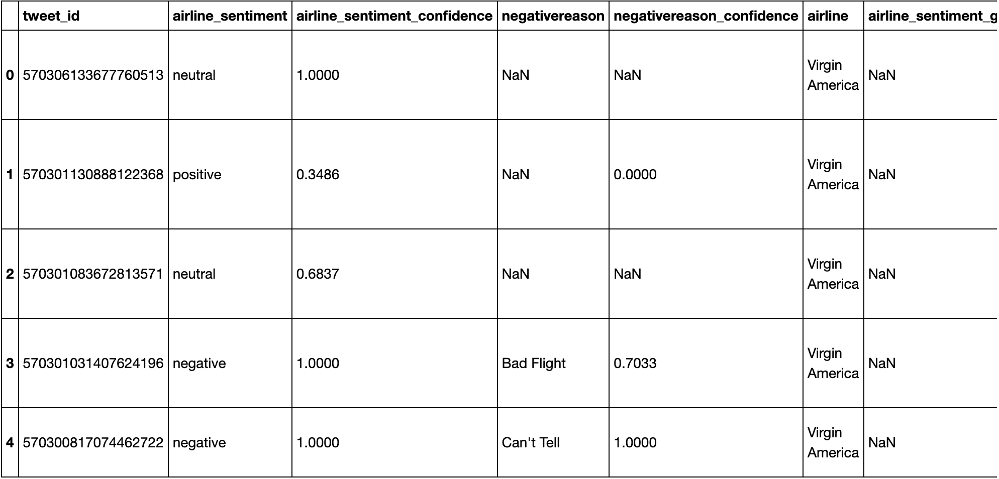 tweet_id airline_sentiment airline_sentiment_confidence negativereason negativereason_confidence airline airline_sentiment_g
0 570306133677760513 neutral 1.0000 NaN NaN Virgin America NaN
1 570301130888122368 positive 0.3486 NaN 0.0000 Virgin America NaN
2 570301083672813571 neutral 0.6837 NaN NaN Virgin America NaN
3 570301031407624196 negative 1.0000 Bad Flight 0.7033 Virgin America NaN
4 570300817074462722 negative 1.0000 Can't Tell 1.0000 Virgin America NaN